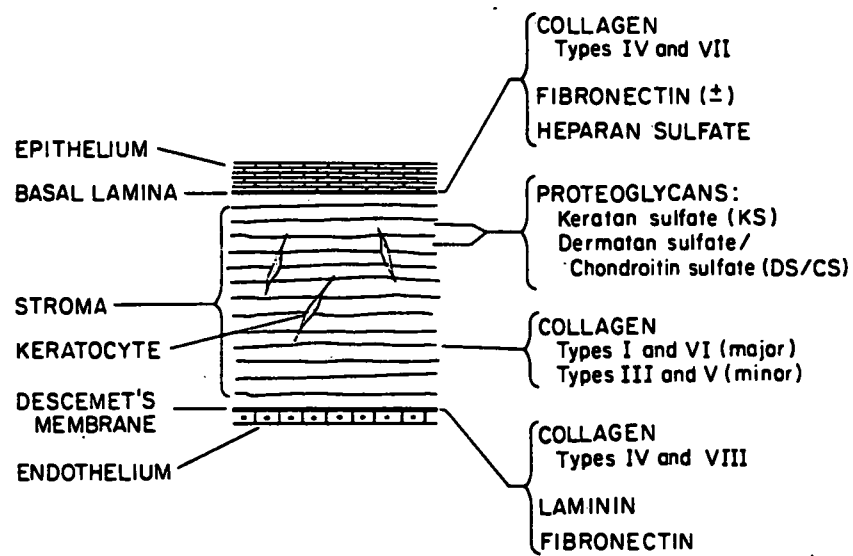 EPITHELIUM
BASAL LAMINA
STROMA
KERATOCYTE
DESCEMET'S
MEMBRANE
ENDOTHELIUM
COLLAGEN
Types IV and VII
FIBRONECTIN (±)
HEPARAN SULFATE
PROTEOGLYCANS:
Keratan sulfate (KS)
Dermatan sulfate/
Chondroitin sulfate (DS/CS)
COLLAGEN
Types I and VI (major)
Types III and V (minor)
COLLAGEN
Types IV and VIII
LAMININ
FIBRONECTIN